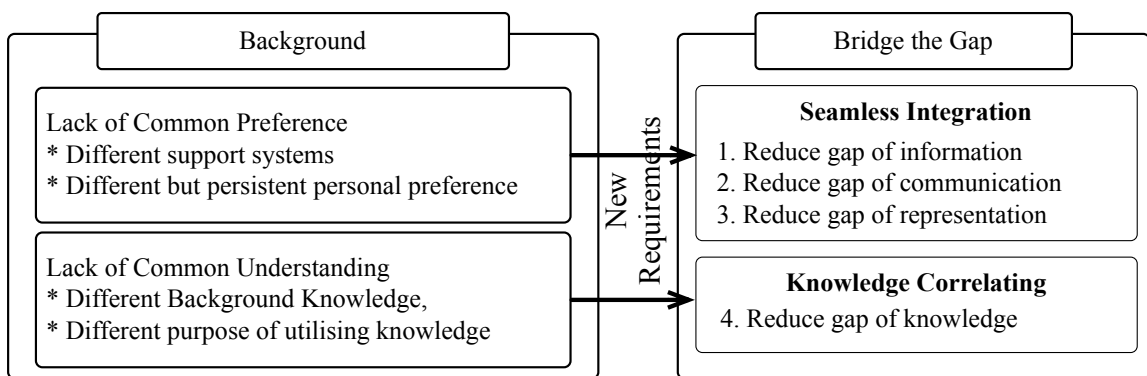 Background
Lack of Common Preference
* Different support systems
* Different but persistent personal preference
Lack of Common Understanding
* Different Background Knowledge,
* Different purpose of utilising knowledge
New
Requirements
Bridge the Gap
Seamless Integration
1. Reduce gap of information
2. Reduce gap of communication
3. Reduce gap of representation
Knowledge Correlating
4. Reduce gap of knowledge